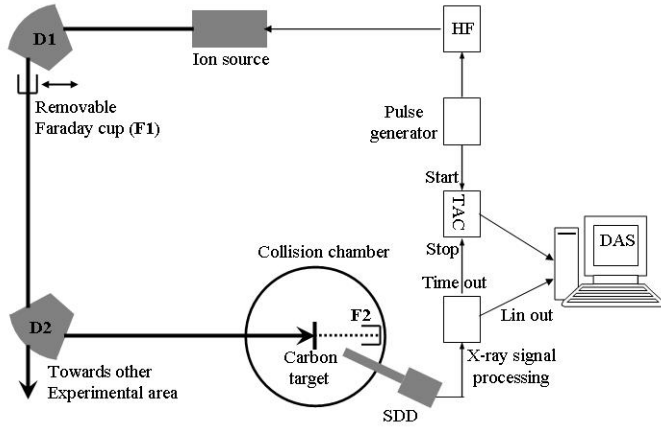 D1
Ion source
HF
Removable
Faraday cup (F1)
Pulse
generator
Start
TAC
Stop
DAS
Collision chamber
Time out
F2
Lin out
D2
Carbon
target
Towards other
Experimental area
X-ray signal
processing
SDD